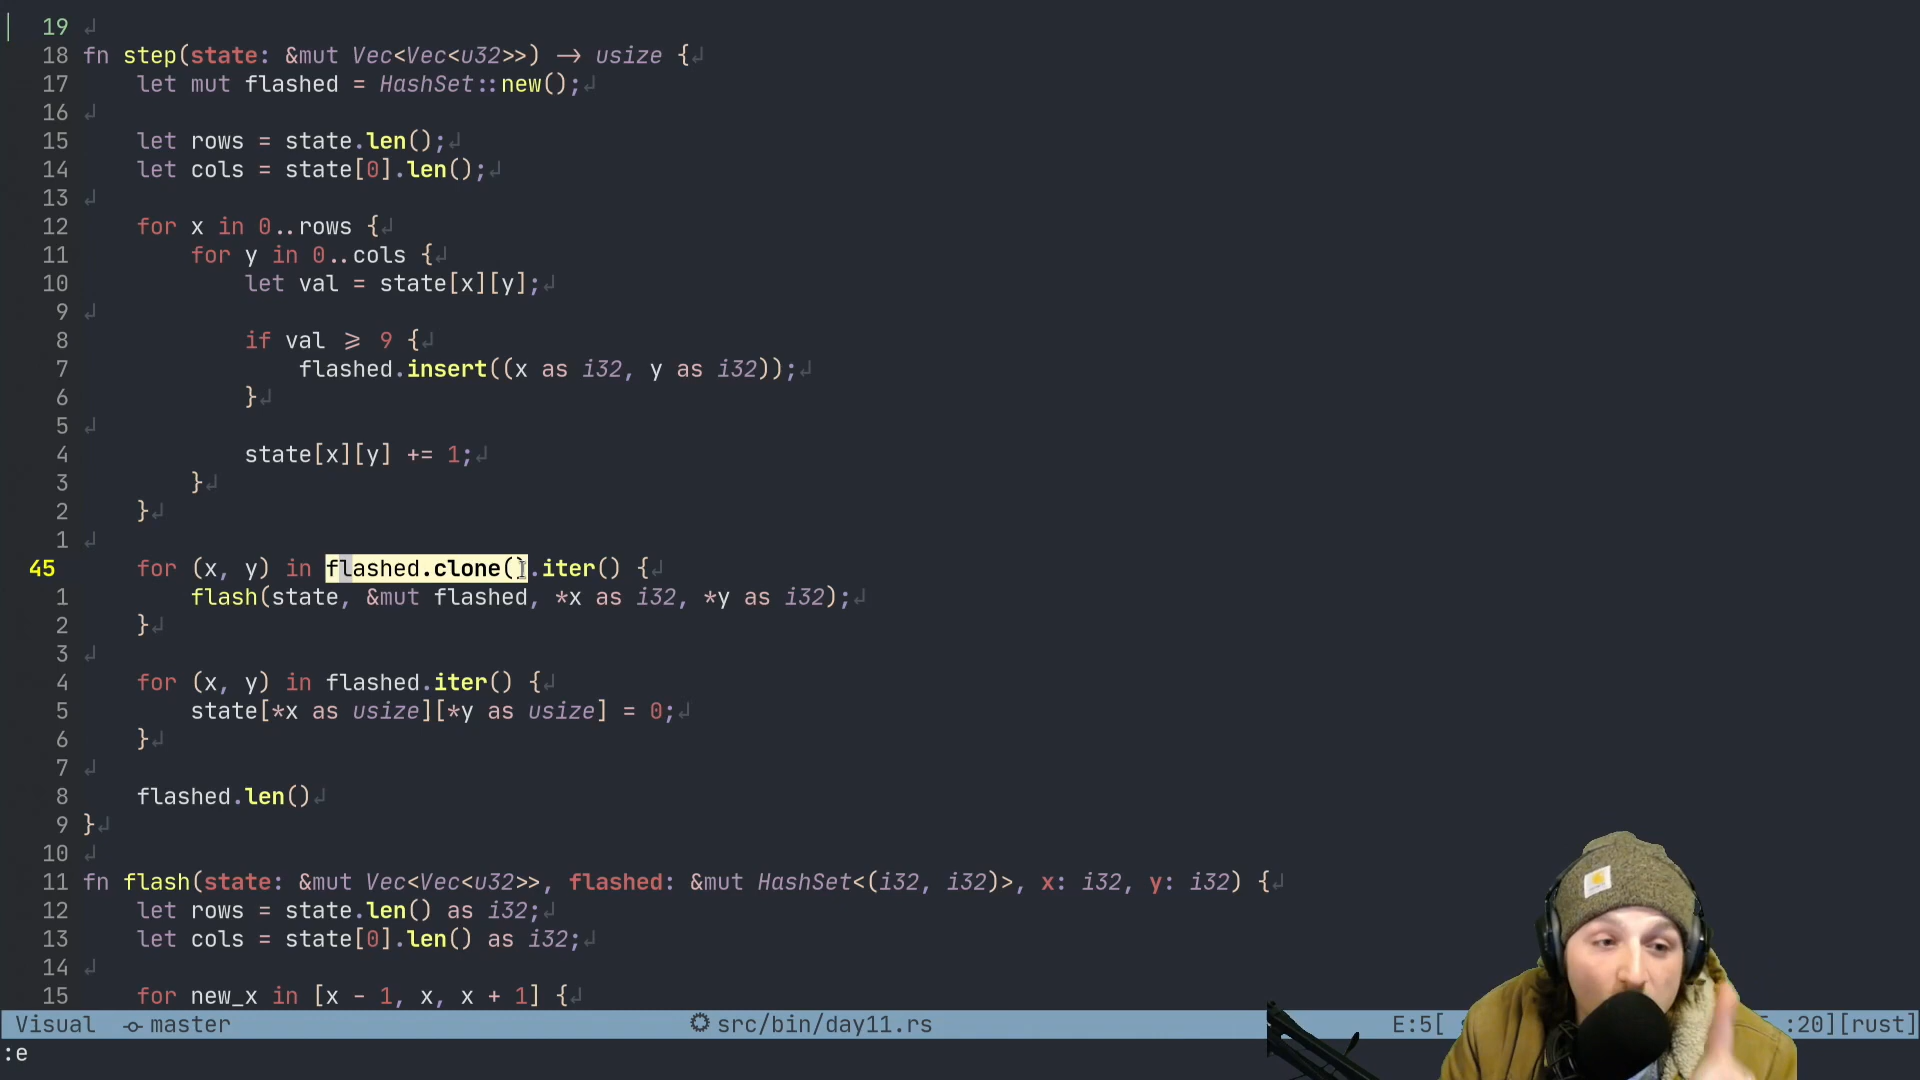 19
18 fn step(state: &mut Vec<Vec<u32>>) -> usize {
17     let mut flashed = HashSet::new();
16
15     let rows = state.len();
14     let cols = state[0].len();
13
12     for x in 0..rows {
11         for y in 0..cols {
10             let val = state[x][y];
9
8             if val >= 9 {
7                 flashed.insert((x as i32, y as i32));
6             }
5
4             state[x][y] += 1;
3         }
2     }
1
45     for (x, y) in flashed.clone().iter() {
1         flash(state, &mut flashed, *x as i32, *y as i32);
2     }
3
4     for (x, y) in flashed.iter() {
5         state[*x as usize][*y as usize] = 0;
6     }
7
8     flashed.len()
9 }
10
11 fn flash(state: &mut Vec<Vec<u32>>, flashed: &mut HashSet<(i32, i32)>, x: i32, y: i32) {
12     let rows = state.len() as i32;
13     let cols = state[0].len() as i32;
14
15     for new_x in [x - 1, x, x + 1] {
Visual master src/bin/day11.rs E:5[ :20][rust]
:e